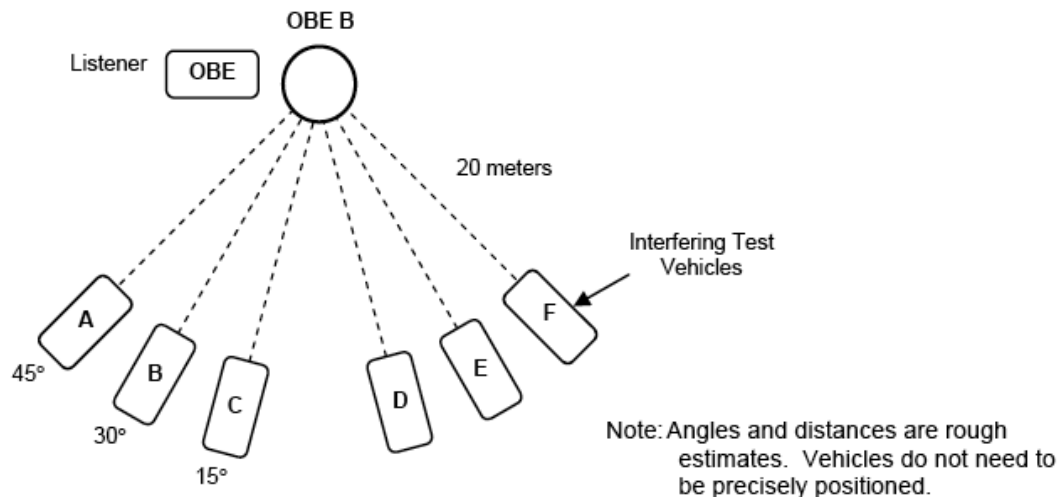 OBE B
Listener
OBE
20 meters
Interfering Test
Vehicles
A
B
C
D
E
F
45°
30°
15°
Note: Angles and distances are rough
estimates. Vehicles do not need to
be precisely positioned.